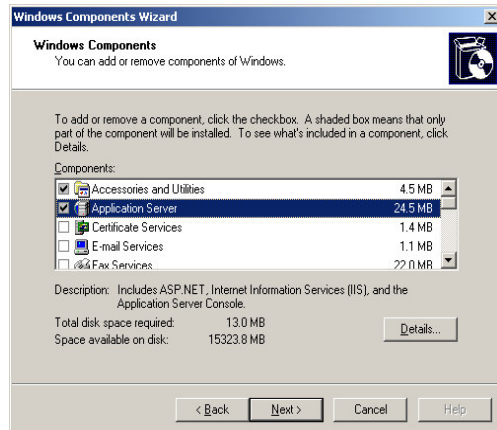 Windows Components Wizard
Windows Components
You can add or remove components of Windows.
To add or remove a component, click the checkbox. A shaded box means that only
part of the component will be installed. To see what's included in a component, click
Details.
Components:
Accessories and Utilities 4.5 MB
Application Server 24.5 MB
Certificate Services 1.4 MB
E-mail Services 1.1 MB
Fax Services 22.0 MB
Description: Includes ASP.NET, Internet Information Services (IIS), and the
Application Server Console.
Total disk space required: 13.0 MB
Space available on disk: 15323.8 MB
Details...
< Back Next > Cancel Help